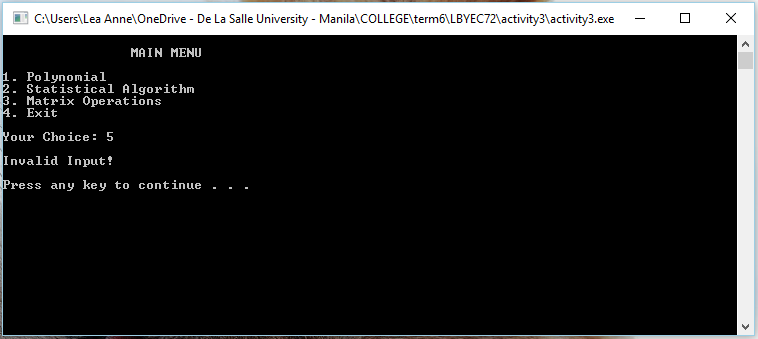 C:\Users\Lea Anne\OneDrive - De La Salle University - Manila\COLLEGE\term6\LBYEC72\activity3\activity3.exe
MAIN MENU
1. Polynomial
2. Statistical Algorithm
3. Matrix Operations
4. Exit
Your Choice: 5
Invalid Input!
Press any key to continue . . .